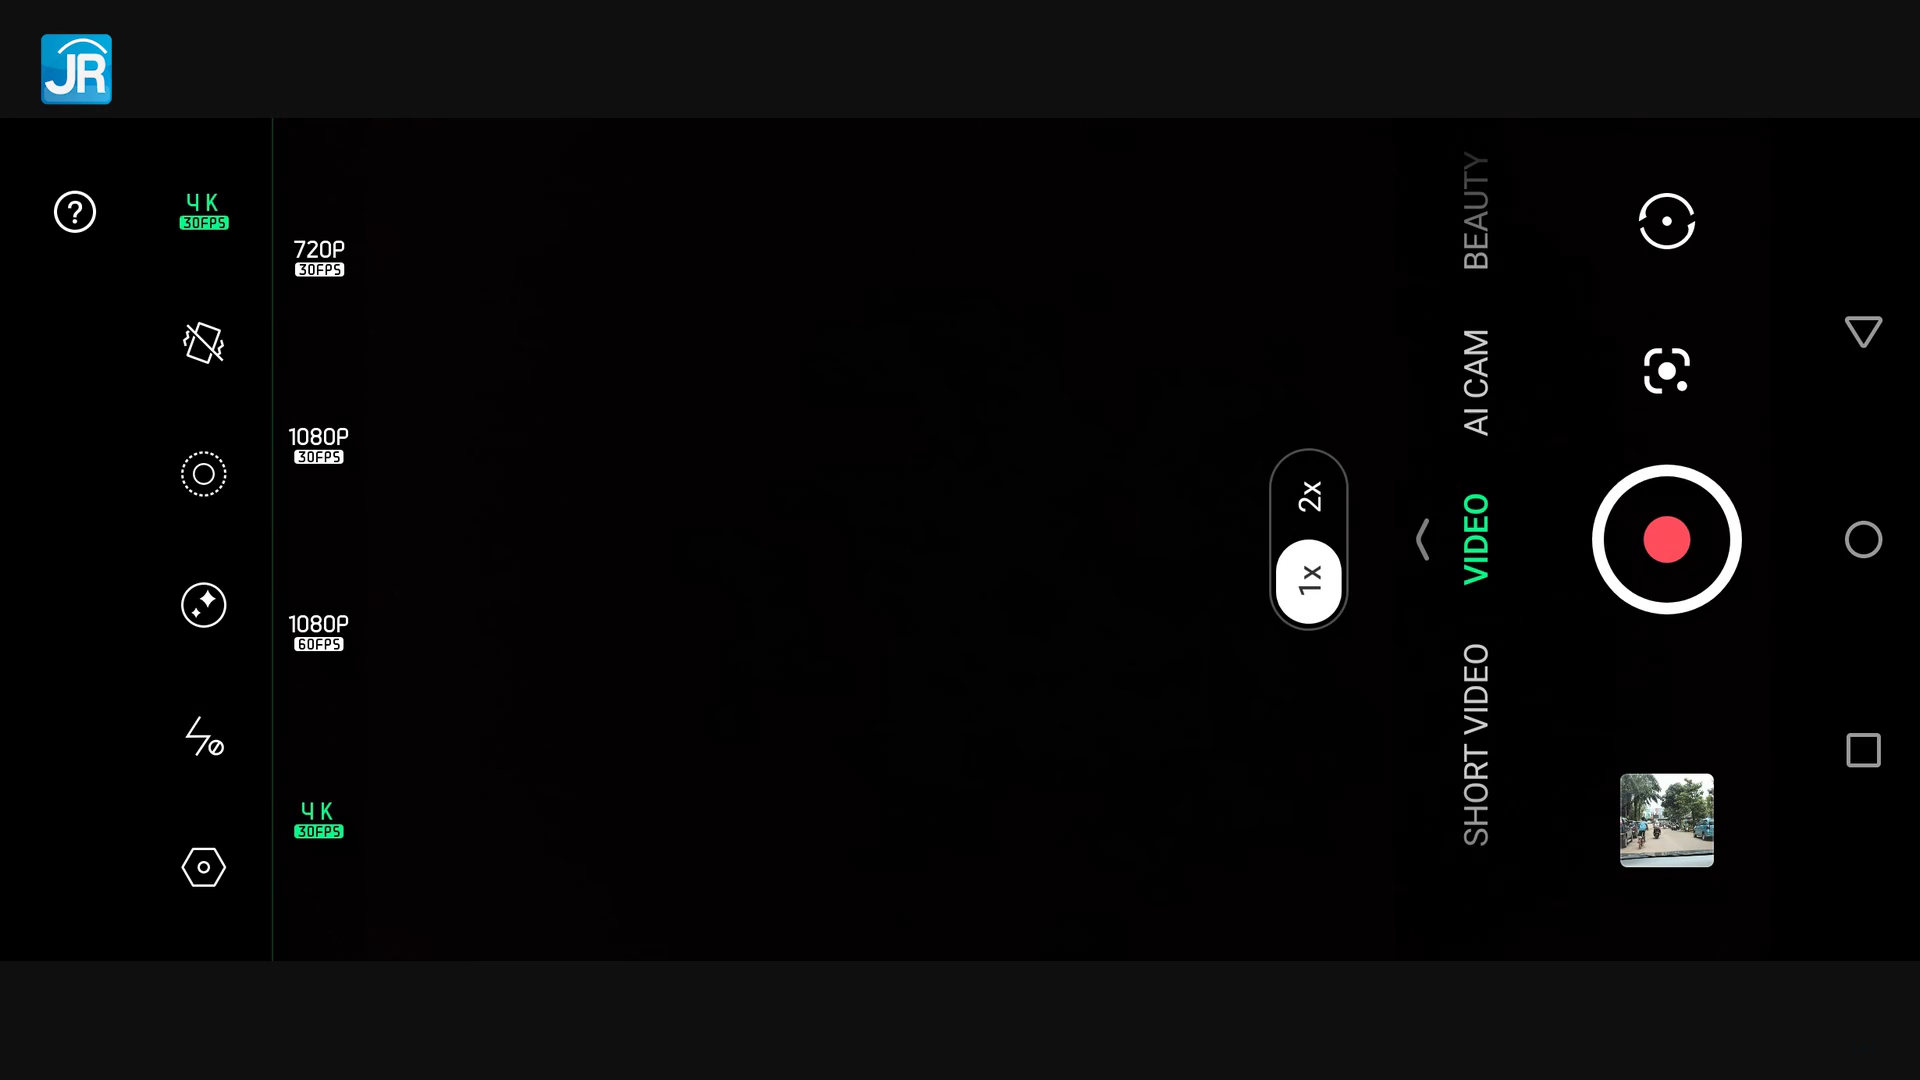 JR
?
4K
30FPS
720P
30FPS
1080P
30FPS
1080P
60FPS
4K
30FPS
2x
1x
BEAUTY
AI CAM
VIDEO
SHORT VIDEO